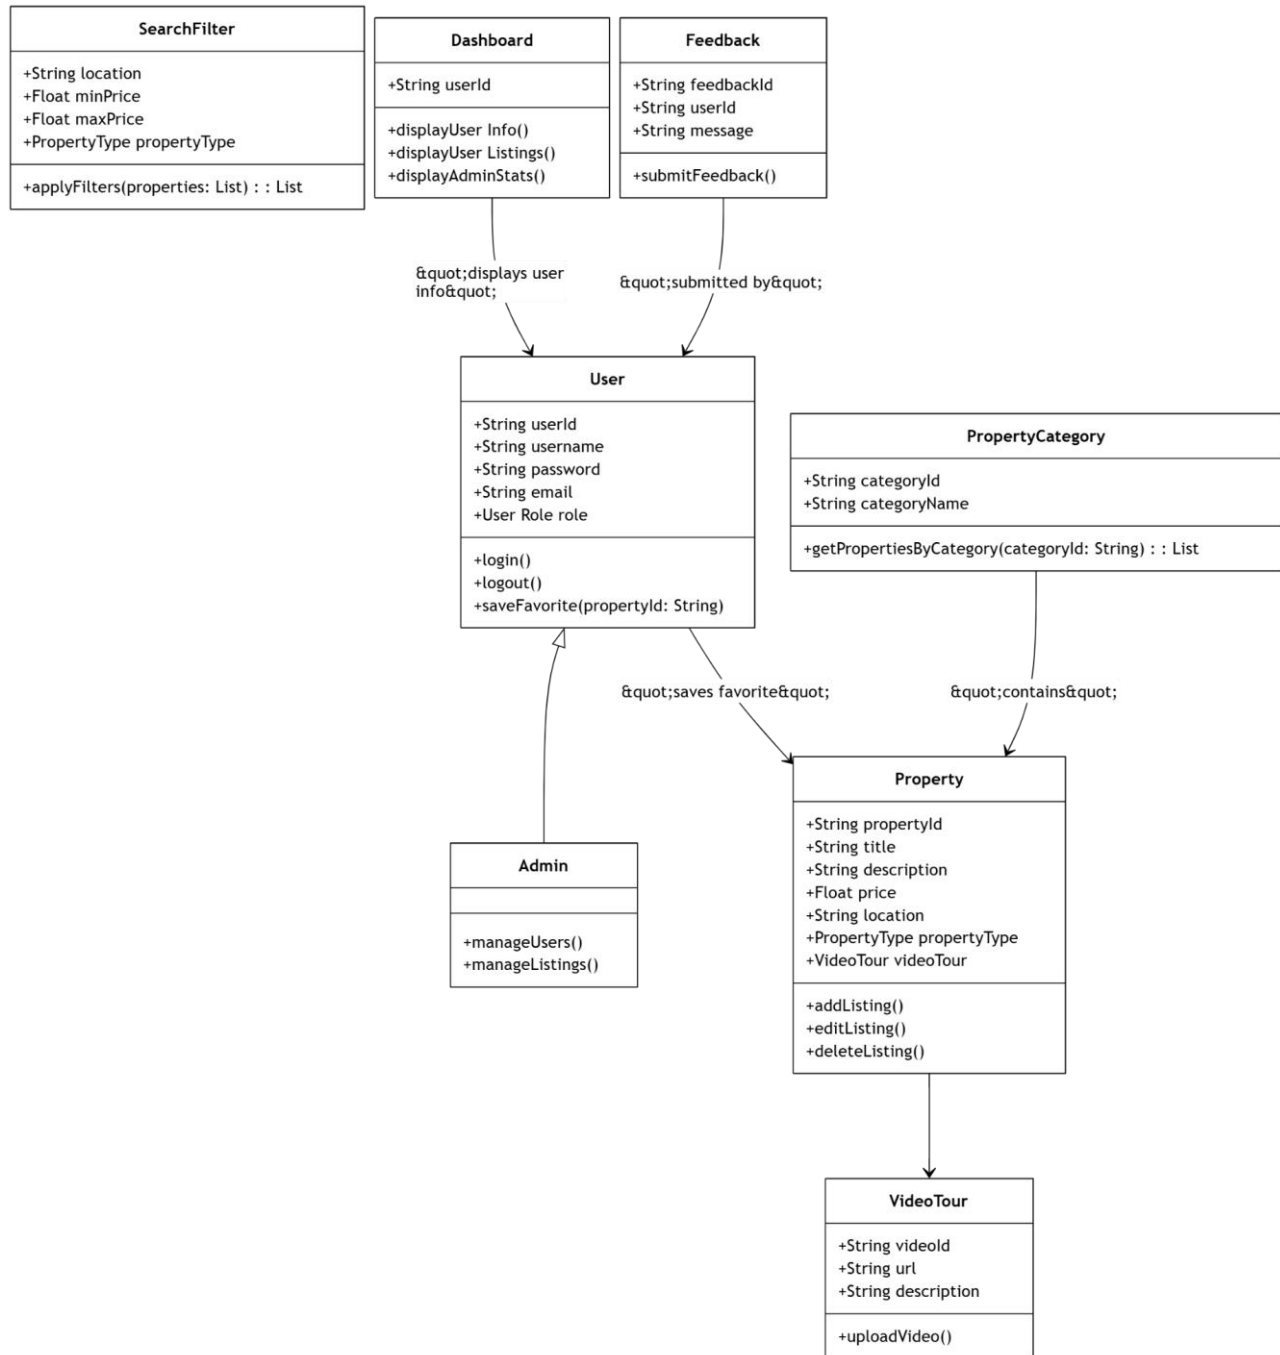 SearchFilter
+String location
+Float minPrice
+Float maxPrice
+PropertyType propertyType
+applyFilters(properties: List) : : List
Dashboard
+String userId
+displayUser Info()
+displayUser Listings()
+displayAdminStats()
Feedback
+String feedbackId
+String userId
+String message
+submitFeedback()
&quot;displays user
info&quot;
&quot;submitted by&quot;
User
+String userId
+String username
+String password
+String email
+User Role role
+login()
+logout()
+saveFavorite(propertyId: String)
PropertyCategory
+String categoryId
+String categoryName
+getPropertiesByCategory(categoryId: String) : : List
&quot;saves favorite&quot;
&quot;contains&quot;
Admin
+manageUsers()
+manageListings()
Property
+String propertyId
+String title
+String description
+Float price
+String location
+PropertyType propertyType
+VideoTour videoTour
+addListing()
+editListing()
+deleteListing()
VideoTour
+String videoId
+String url
+String description
+uploadVideo()